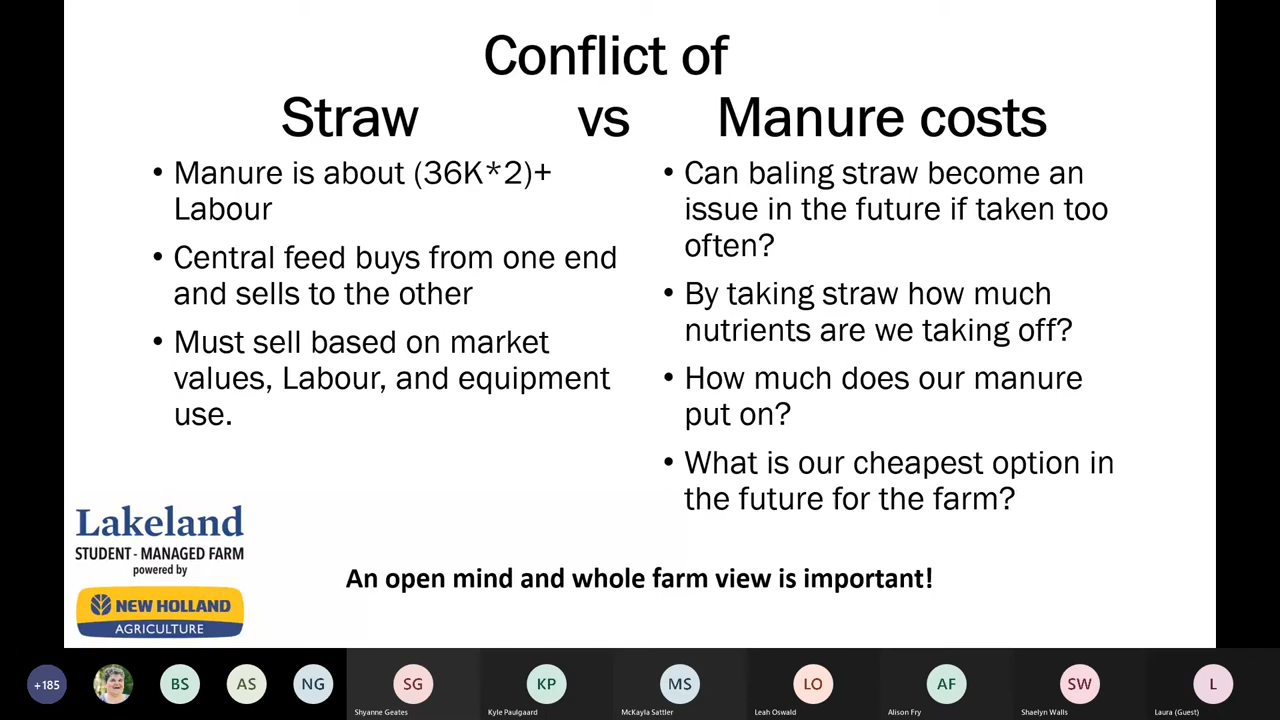 Conflict of
Straw vs Manure costs
• Manure is about (36K*2)+
Labour
• Central feed buys from one end
and sells to the other
• Must sell based on market
values, Labour, and equipment
use.
• Can baling straw become an
issue in the future if taken too
often?
• By taking straw how much
nutrients are we taking off?
• How much does our manure
put on?
• What is our cheapest option in
the future for the farm?
Lakeland
STUDENT - MANAGED FARM
powered by
NEW HOLLAND
AGRICULTURE
An open mind and whole farm view is important!
+185
BS
AS
NG
SG
Shyanne Geates
KP
Kyle Paulgaard
MS
McKayla Sattler
LO
Leah Oswald
AF
Alison Fry
SW
Shaelyn Walls
L
Laura (Guest)